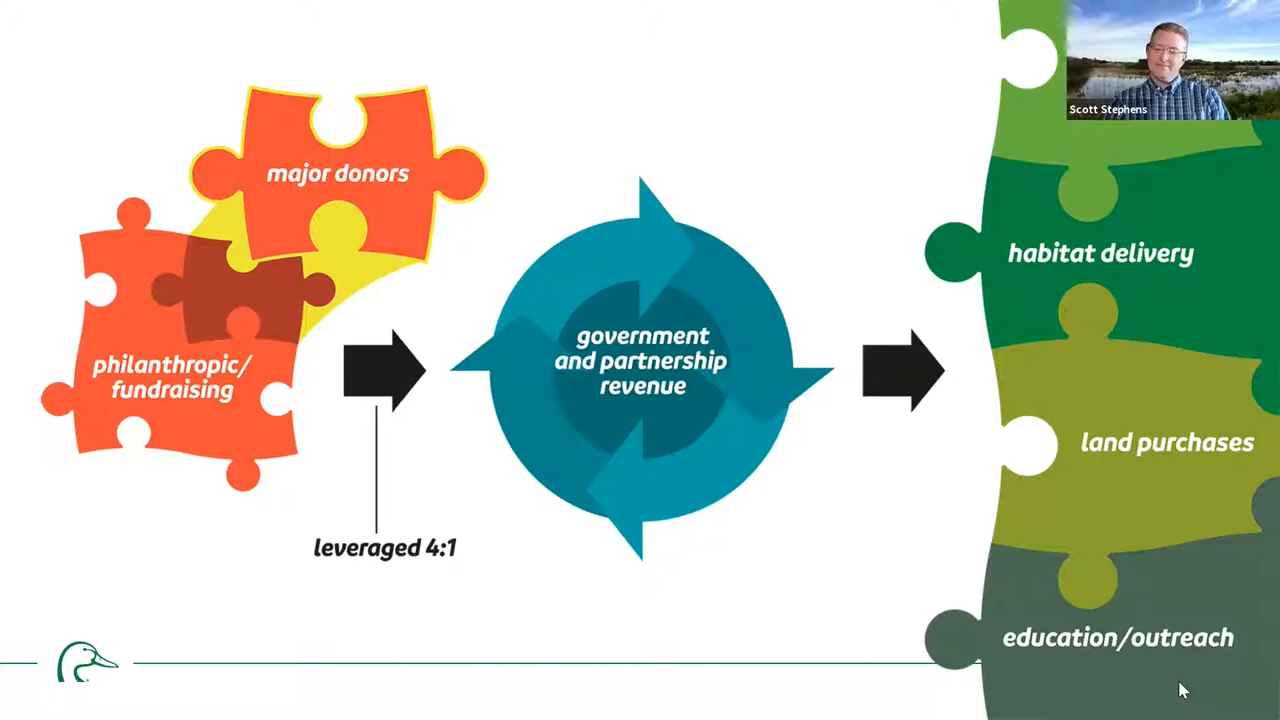 Scott Stephens
major donors
philanthropic/
fundraising
leveraged 4:1
government
and partnership
revenue
habitat delivery
land purchases
education/outreach